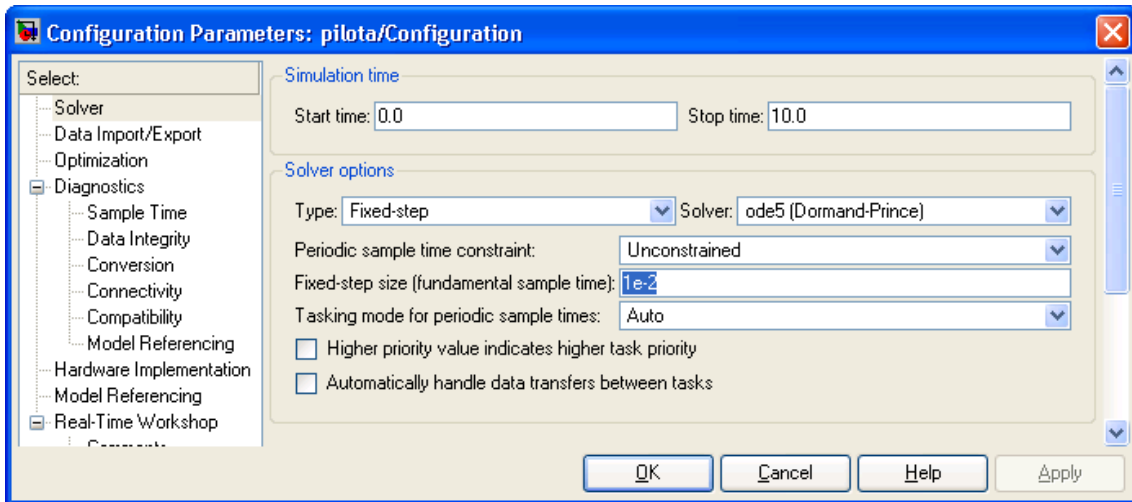 Configuration Parameters: pilota/Configuration
Select:
Solver
Data Import/Export
Optimization
Diagnostics
Sample Time
Data Integrity
Conversion
Connectivity
Compatibility
Model Referencing
Hardware Implementation
Model Referencing
Real-Time Workshop
Comments
Simulation time
Start time: 0.0 Stop time: 10.0
Solver options
Type: Fixed-step Solver: ode5 (Dormand-Prince)
Periodic sample time constraint: Unconstrained
Fixed-step size (fundamental sample time): 1e-2
Tasking mode for periodic sample times: Auto
Higher priority value indicates higher task priority
Automatically handle data transfers between tasks
OK Cancel Help Apply